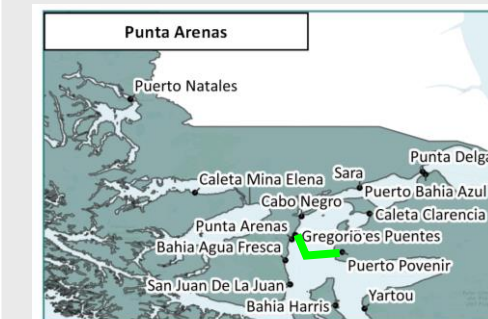 Punta Arenas
Puerto Natales
Punta Delga
Caleta Mina Elena
Sara
Puerto Bahia Azul
Cabo Negro
Caleta Clarencia
Punta Arenas
Gregorio es Puentes
Bahia Agua Fresca
Puerto Povenir
San Juan De La Juan
Yartou
Bahia Harris